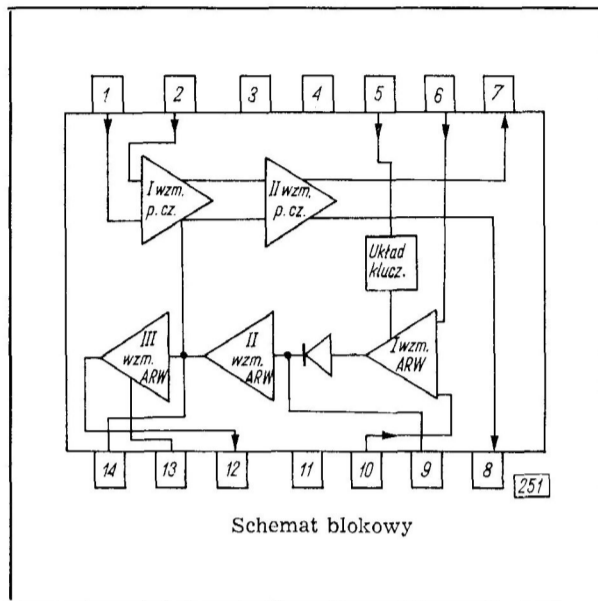 1 2 3 4 5 6 7
I wzm.
p. cz.
II wzm.
p. cz.
Układ
klucz.
III
wzm.
ARW
II
wzm.
ARW
I wzm.
ARW
14 13 12 11 10 9 8
251
Schemat blokowy